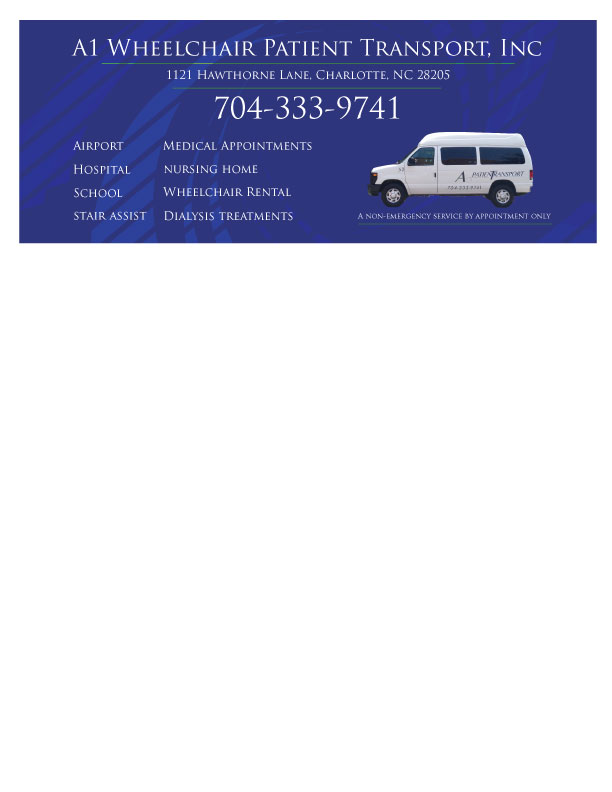 A1 Wheelchair Patient Transport, Inc
1121 Hawthorne Lane, Charlotte, NC 28205
704-333-9741
Airport
Hospital
School
stair assist
Medical Appointments
nursing home
Wheelchair Rental
Dialysis treatments
A PATIENT TRANSPORT
704-333-9741
A non-emergency service by appointment only